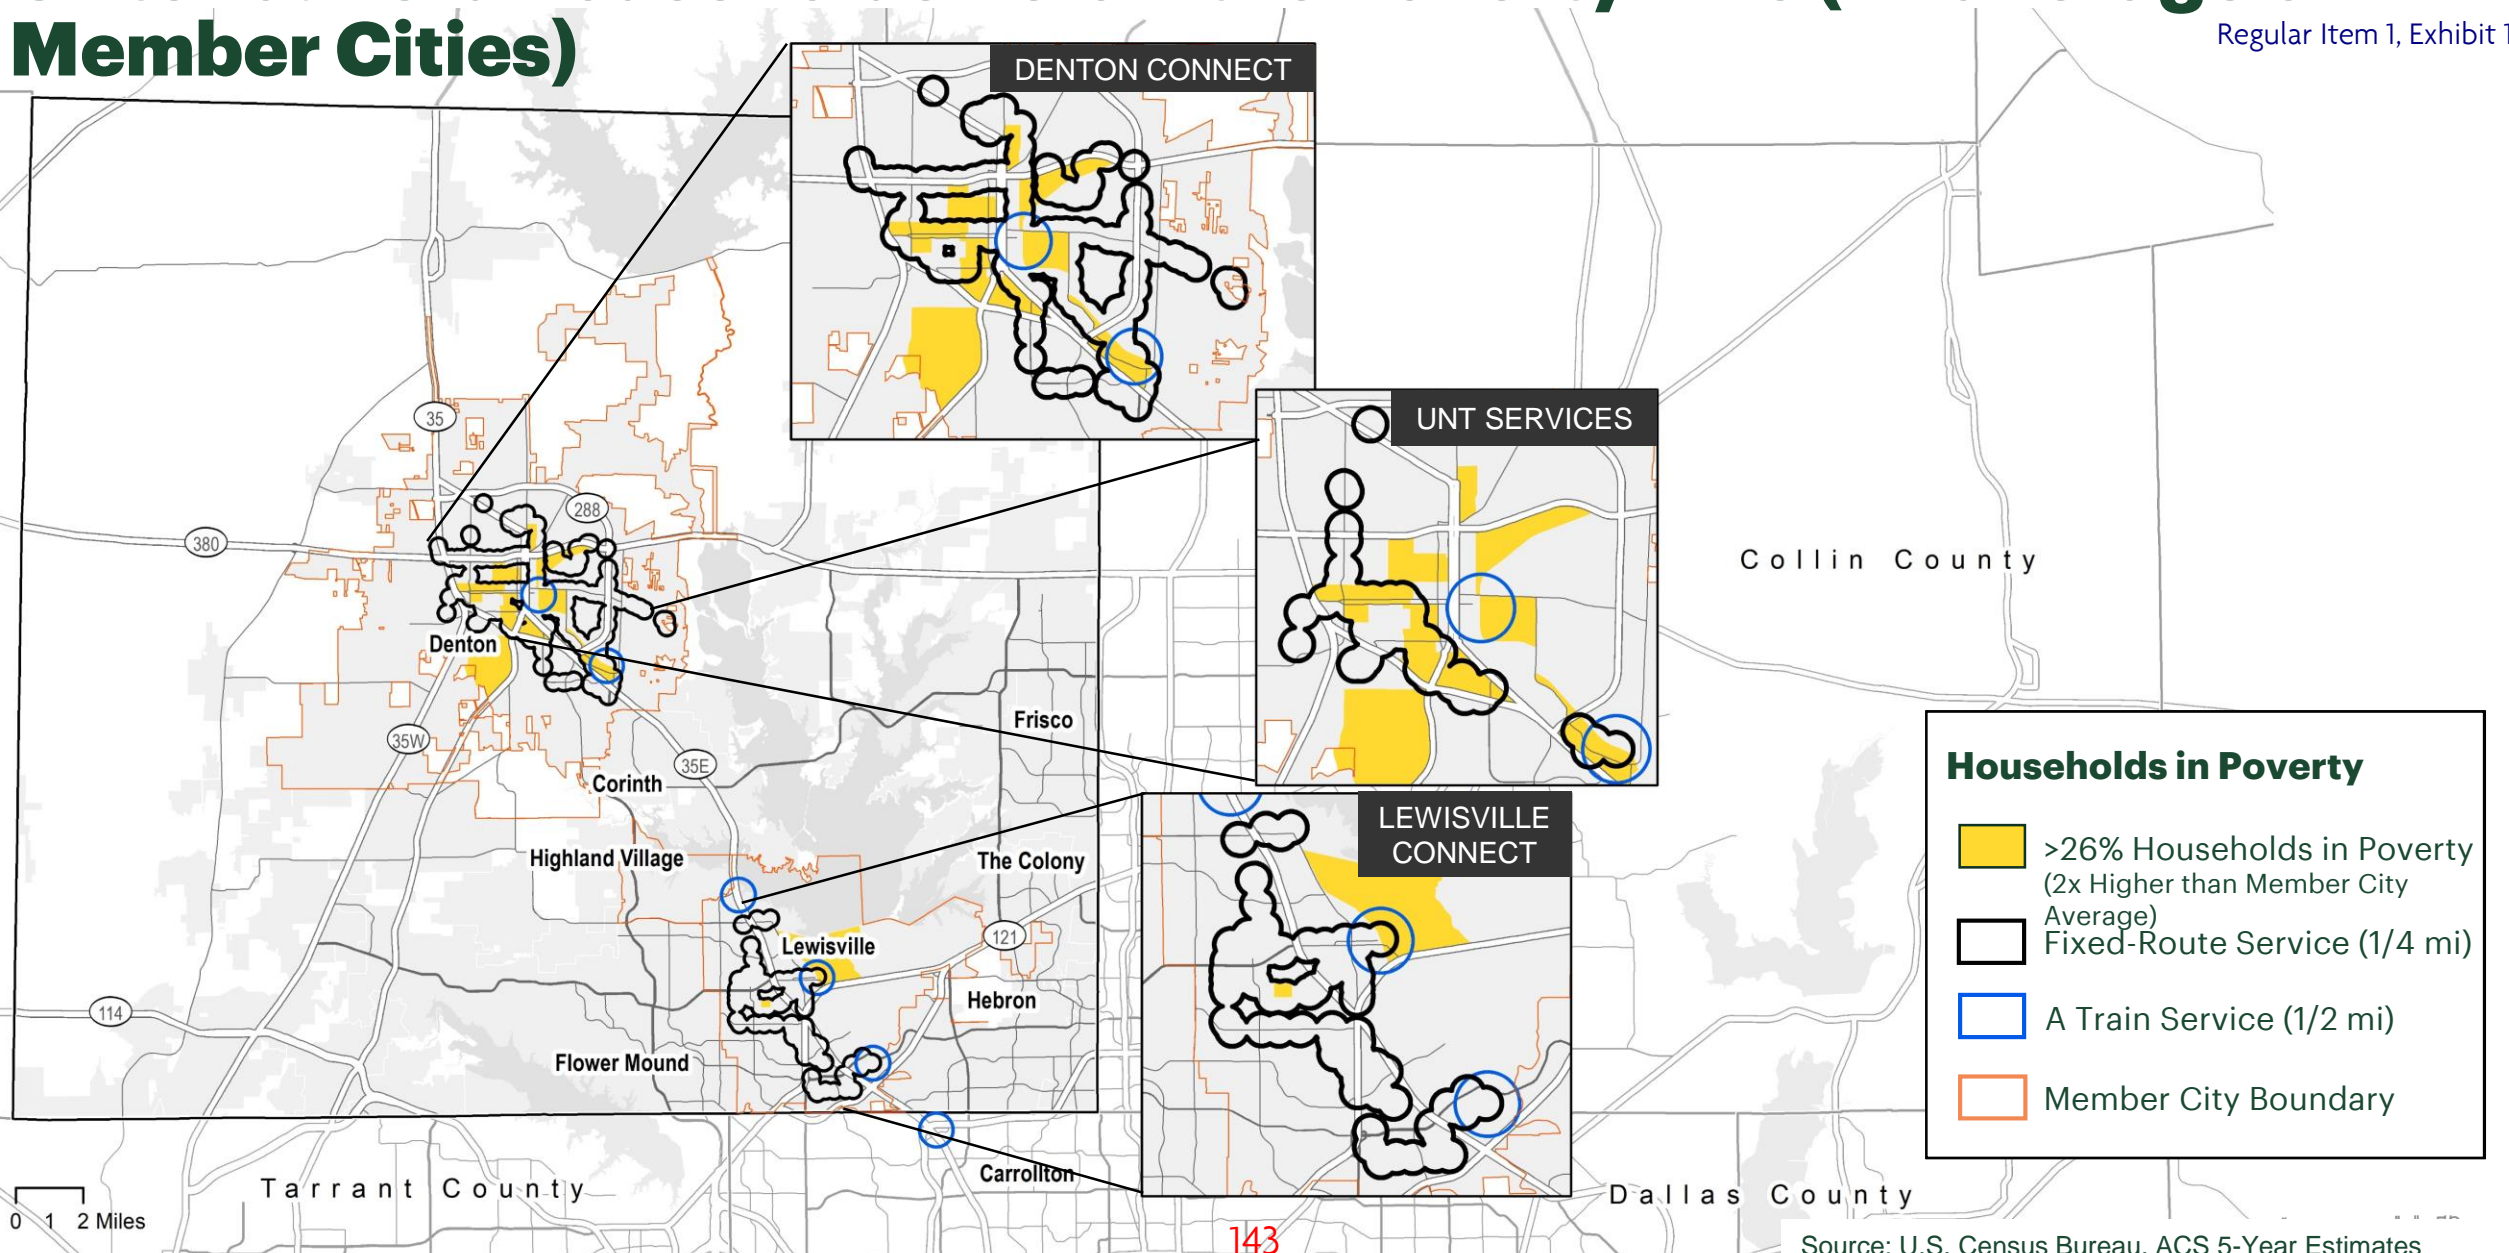 Member Cities)
Regular Item 1, Exhibit 1
DENTON CONNECT
UNT SERVICES
LEWISVILLE
CONNECT
35
288
380
Denton
35W
Corinth
35E
Frisco
Highland Village
The Colony
Lewisville
121
Hebron
114
Flower Mound
Carrollton
Collin County
Tarrant County
Dallas County
Households in Poverty
>26% Households in Poverty
(2x Higher than Member City
Average)
Fixed-Route Service (1/4 mi)
A Train Service (1/2 mi)
Member City Boundary
0 1 2 Miles
143
Source: U.S. Census Bureau, ACS 5-Year Estimates